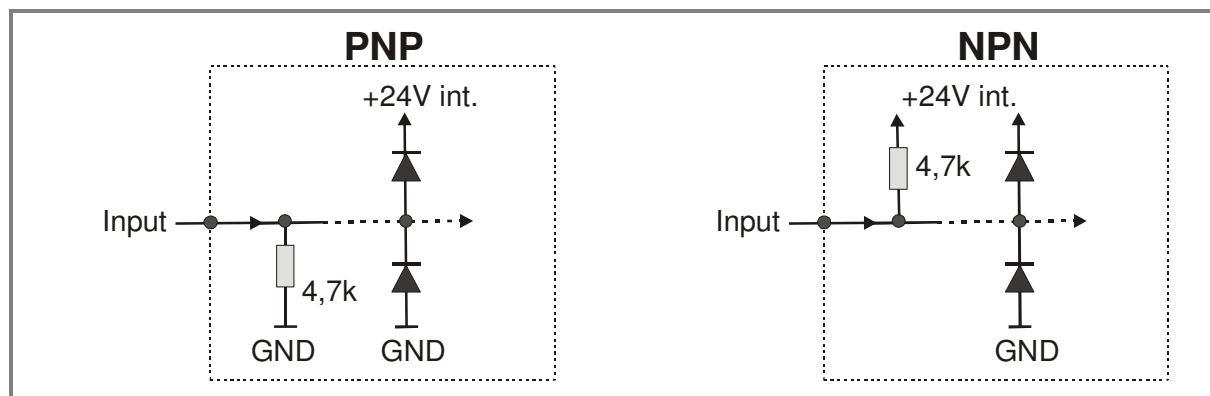 PNP
+24V int.
Input
4,7k
GND
GND
NPN
+24V int.
4,7k
Input
GND